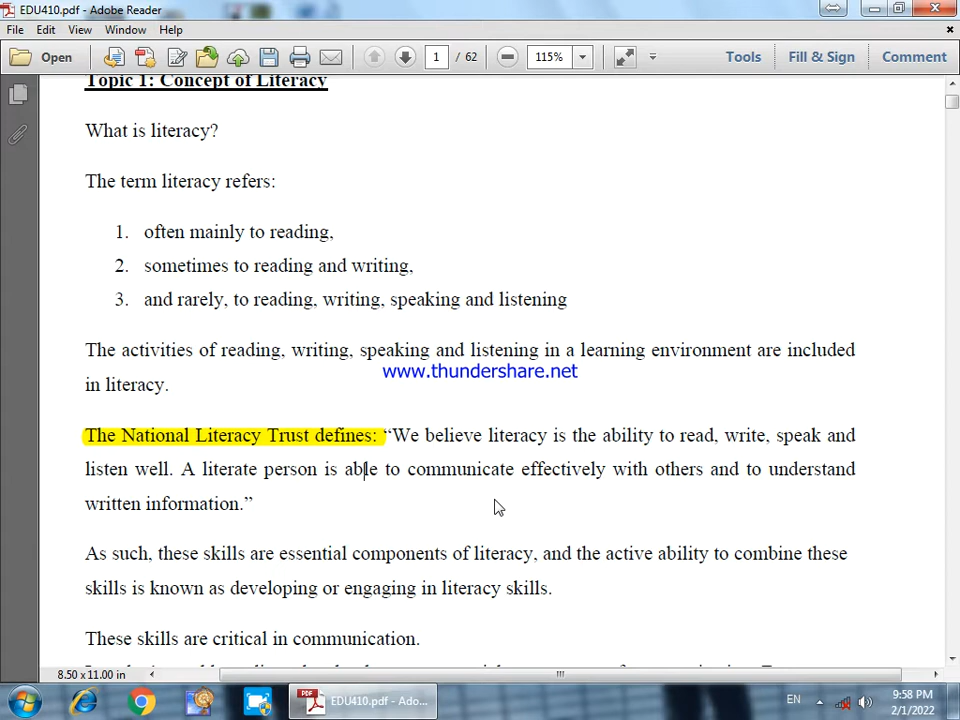 EDU410.pdf - Adobe Reader
File Edit View Window Help
Open 1 / 62 115% Tools Fill & Sign Comment
Topic 1: Concept of Literacy
What is literacy?
The term literacy refers:
1. often mainly to reading,
2. sometimes to reading and writing,
3. and rarely, to reading, writing, speaking and listening
The activities of reading, writing, speaking and listening in a learning environment are included
www.thundershare.net
in literacy.
The National Literacy Trust defines: “We believe literacy is the ability to read, write, speak and
listen well. A literate person is able to communicate effectively with others and to understand
written information.”
As such, these skills are essential components of literacy, and the active ability to combine these
skills is known as developing or engaging in literacy skills.
These skills are critical in communication.
8.50 x 11.00 in
EDU410.pdf - Ado... EN 9:58 PM
2/1/2022